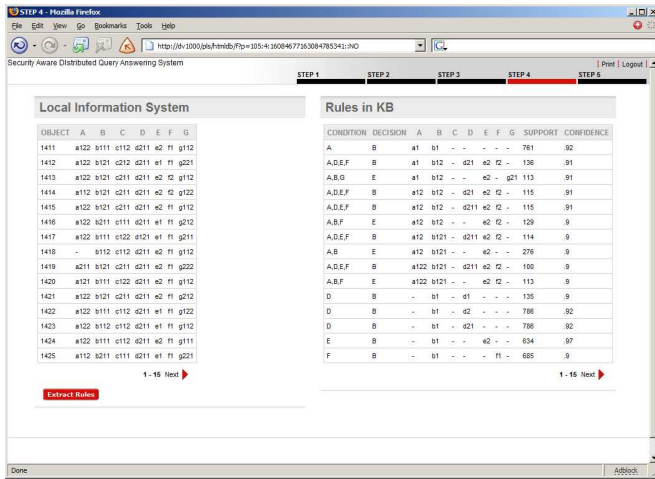 STEP 4 - Mozilla Firefox
File Edit View Go Bookmarks Tools Help
http://dv1000/pls/htmldb/f?p=105:4:16084677163084785341::NO
Security Aware Distributed Query Answering System
Print | Logout
STEP 1 STEP 2 STEP 3 STEP 4 STEP 5
Local Information System
OBJECT A B C D E F G
1411 a122 b111 c112 d211 e2 f1 g112
1412 a122 b121 c211 d211 e1 f1 g221
1413 a122 b121 c211 d211 e2 f2 g112
1414 a112 b121 c211 d211 e2 f2 g122
1415 a112 b121 c211 d211 e2 f1 g112
1416 a122 b211 c111 d211 e1 f1 g212
1417 a122 b111 c122 d121 e1 f1 g211
1418 - b112 c112 d211 e2 f1 g112
1419 a211 b121 c211 d211 e2 f1 g222
1420 a121 b111 c112 d211 e2 f1 g122
1421 a122 b121 c211 d211 e2 f1 g212
1422 a122 b111 c112 d211 e1 f1 g122
1423 a112 b112 c112 d211 e1 f1 g112
1424 a122 b111 c112 d211 e2 f1 g111
1425 a112 b211 c111 d211 e1 f1 g221
1 - 15 Next
Extract Rules
Rules in KB
CONDITION DECISION A B C D E F G SUPPORT CONFIDENCE
A B a1 b1 - - - - - 761 .92
A,D,E,F B a1 b12 - d21 e2 f2 - 136 .91
A,B,G E a1 b12 - - e2 - g21 113 .91
A,D,E,F B a12 b12 - d21 e2 f2 - 115 .91
A,D,E,F B a12 b12 - d211 e2 f2 - 115 .91
A,B,F E a12 b12 - - e2 f2 - 129 .9
A,D,E,F B a12 b121 - d21 e2 f2 - 114 .9
A,B E a12 b121 - - e2 - - 276 .9
A,D,E,F B a122 b121 - d211 e2 f2 - 100 .9
A,B,F E a122 b121 - - e2 f2 - 113 .9
D B - b1 - d1 - - - 135 .9
D B - b1 - d2 - - - 786 .92
D B - b1 - d21 - - - 786 .92
E B - b1 - - e2 - - 634 .97
F B - b1 - - - f1 - 685 .9
1 - 15 Next
Done
Adblock